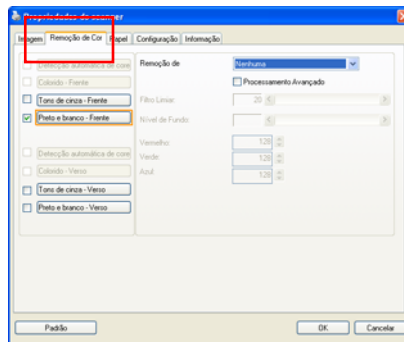 Propriedades do scanner
Imagem Remoção de Cor Papel Configuração Informação
Detecção automática de core
Colorido - Frente
Tons de cinza - Frente
Preto e branco - Frente
Detecção automática de core
Colorido - Verso
Tons de cinza - Verso
Preto e branco - Verso
Remoção de Nenhuma
Processamento Avançado
Filtro Limiar 20
Nível de Fundo
Vermelho: 128
Verde: 128
Azul: 128
Padrão OK Cancelar